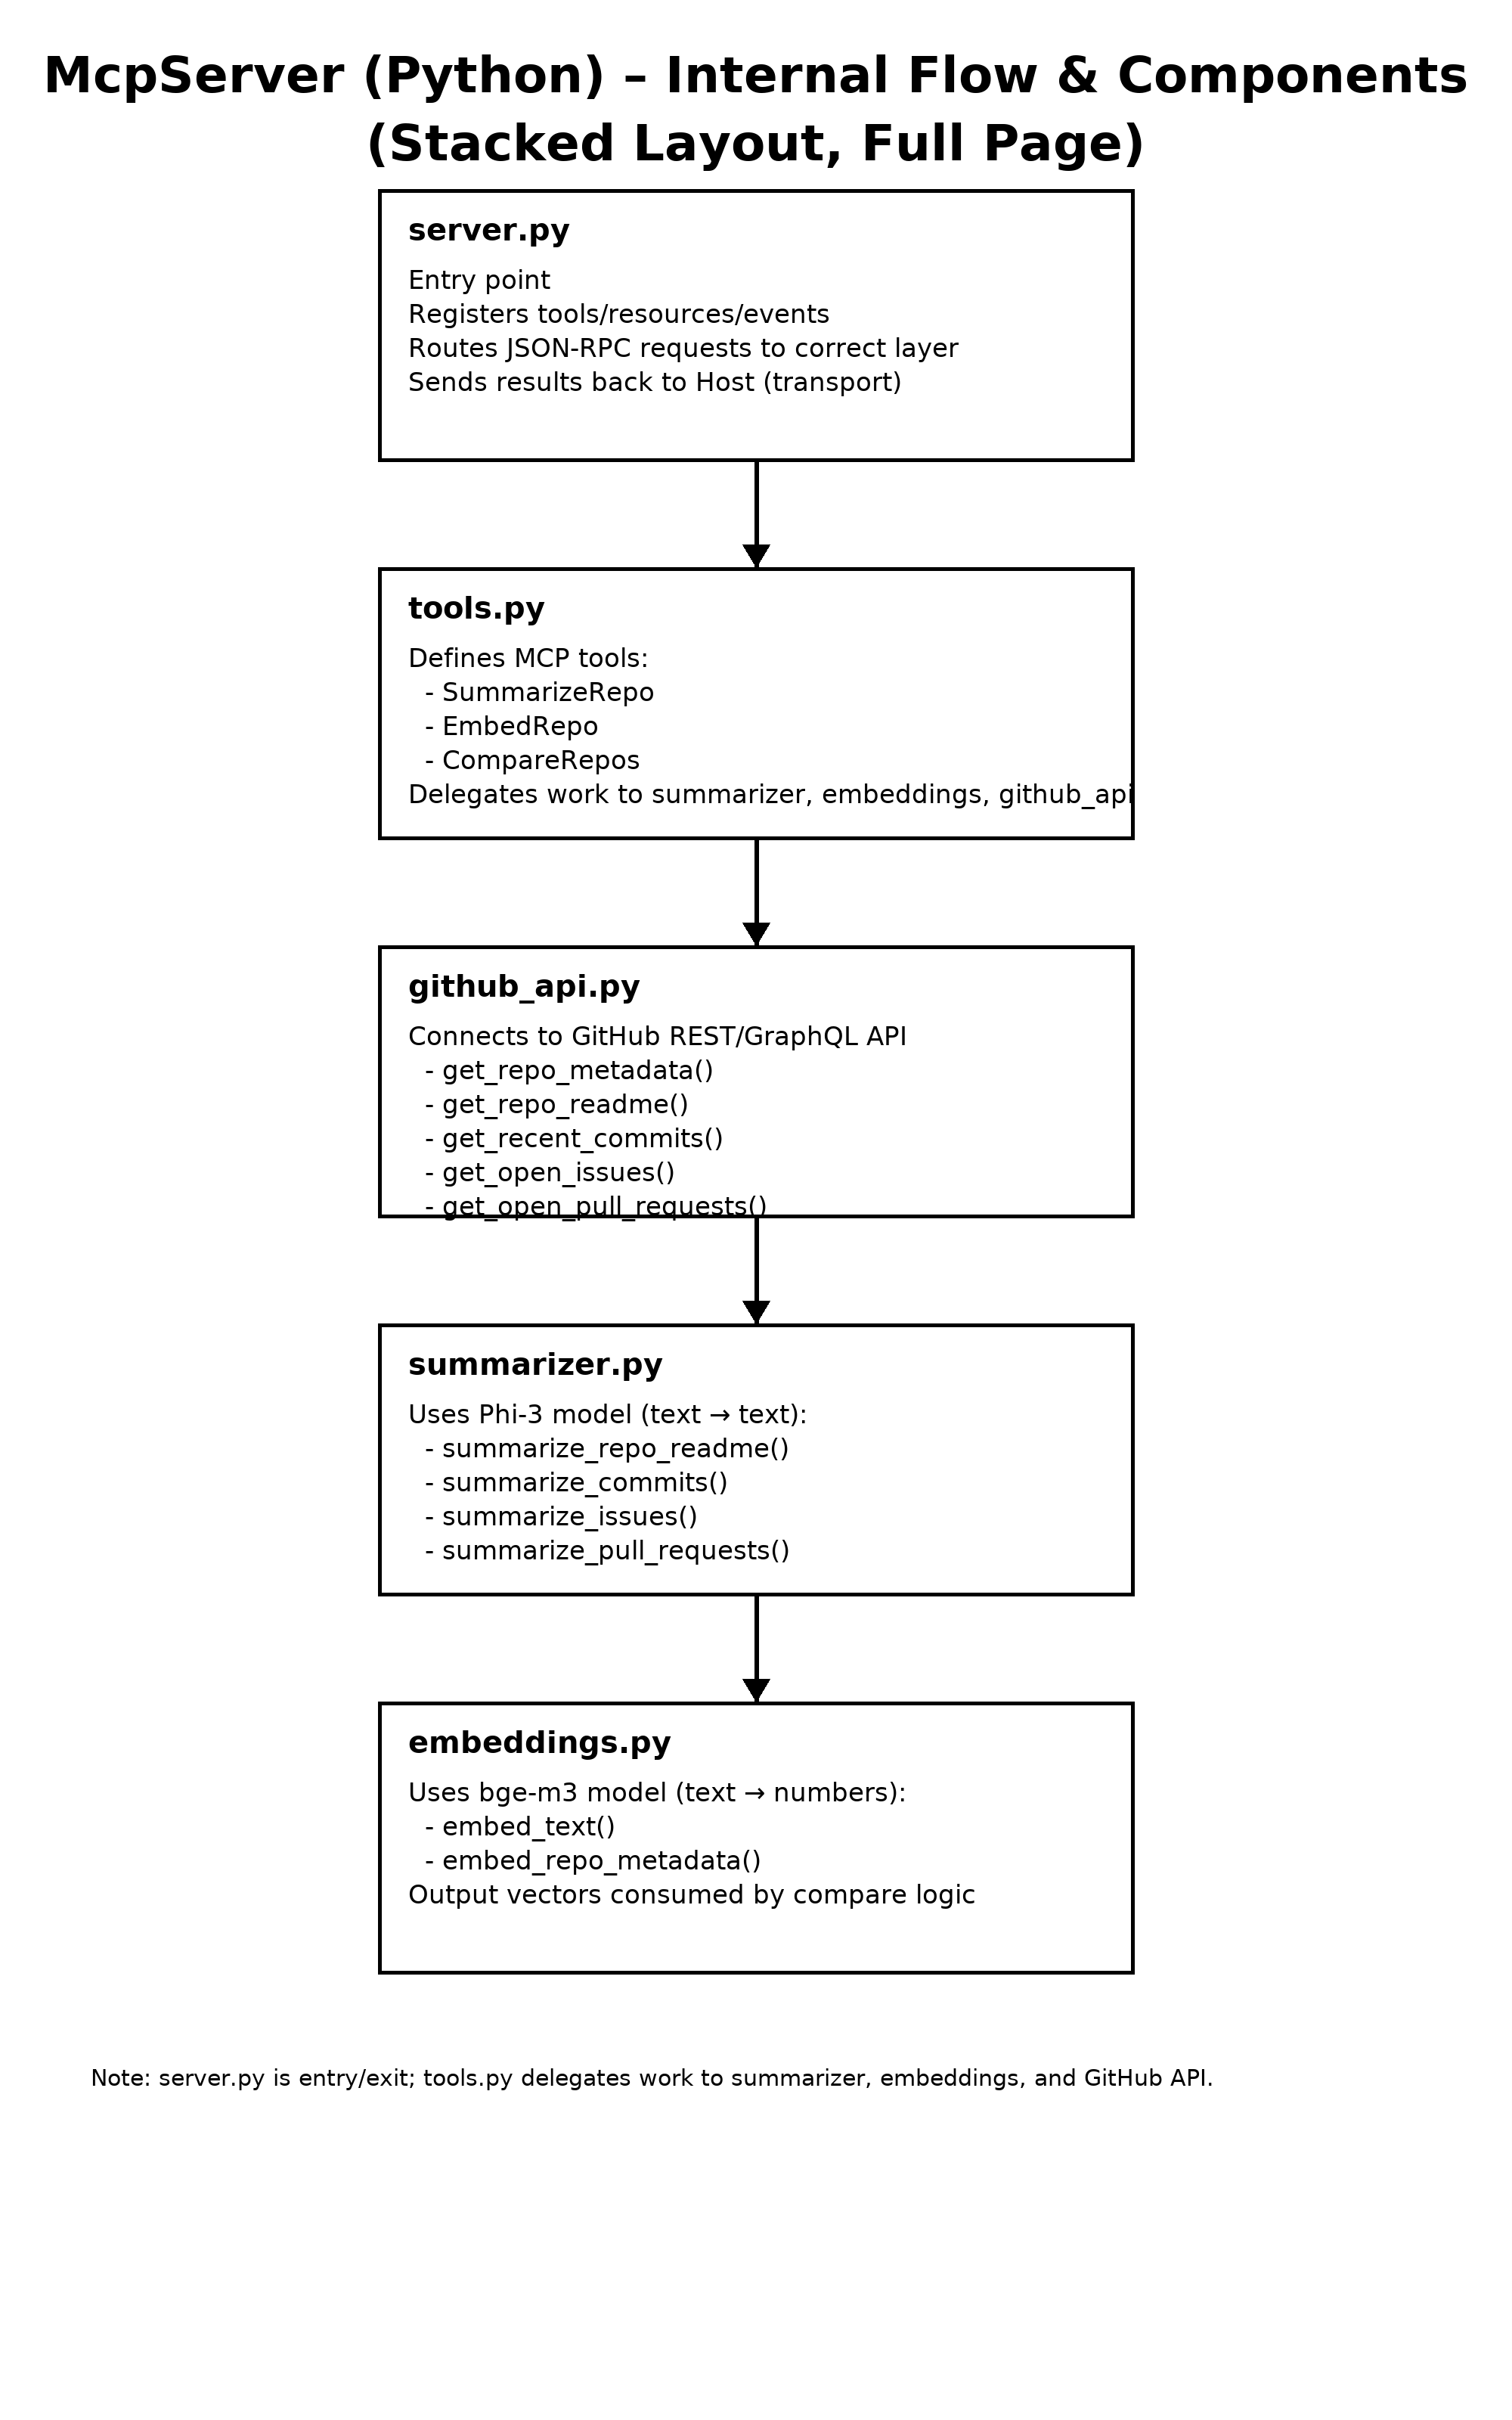 McpServer (Python) – Internal Flow & Components
(Stacked Layout, Full Page)
server.py
Entry point
Registers tools/resources/events
Routes JSON-RPC requests to correct layer
Sends results back to Host (transport)
tools.py
Defines MCP tools:
- SummarizeRepo
- EmbedRepo
- CompareRepos
Delegates work to summarizer, embeddings, github_api
github_api.py
Connects to GitHub REST/GraphQL API
- get_repo_metadata()
- get_repo_readme()
- get_recent_commits()
- get_open_issues()
- get_open_pull_requests()
summarizer.py
Uses Phi-3 model (text → text):
- summarize_repo_readme()
- summarize_commits()
- summarize_issues()
- summarize_pull_requests()
embeddings.py
Uses bge-m3 model (text → numbers):
- embed_text()
- embed_repo_metadata()
Output vectors consumed by compare logic
Note: server.py is entry/exit; tools.py delegates work to summarizer, embeddings, and GitHub API.